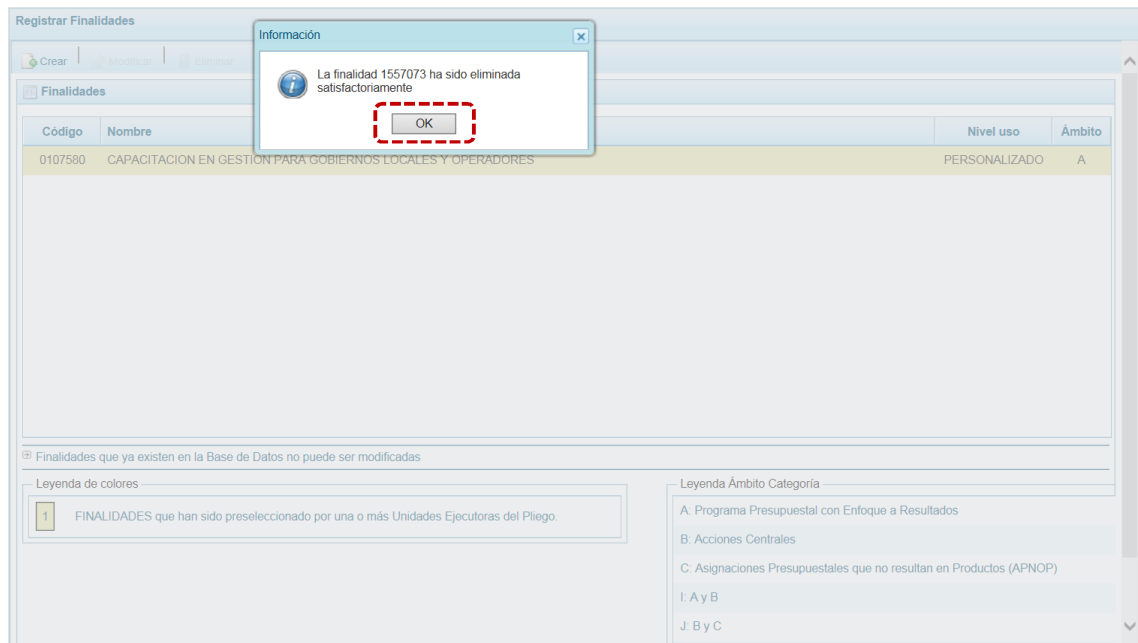 Registrar Finalidades
Información
Crear
Modificar
Eliminar
La finalidad 1557073 ha sido eliminada
satisfactoriamente
OK
Finalidades
Código Nombre Nivel uso Ámbito
0107580 CAPACITACION EN GESTION PARA GOBIERNOS LOCALES Y OPERADORES PERSONALIZADO A
Finalidades que ya existen en la Base de Datos no puede ser modificadas
Leyenda de colores
1 FINALIDADES que han sido preseleccionado por una o más Unidades Ejecutoras del Pliego.
Leyenda Ámbito Categoría
A: Programa Presupuestal con Enfoque a Resultados
B: Acciones Centrales
C: Asignaciones Presupuestales que no resultan en Productos (APNOP)
I: A y B
J: B y C